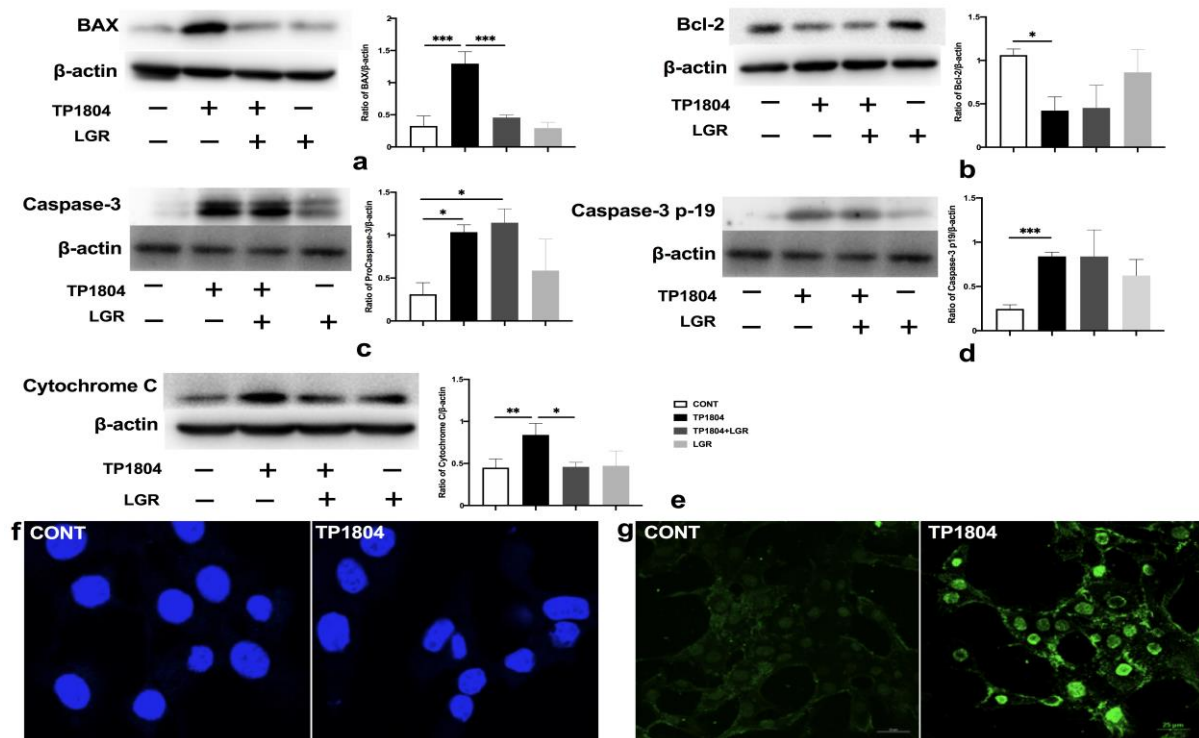 BAX
β-actin
TP1804 − + + −
LGR − − + +
Ratio of BAX/β-actin
2
1.5
1
0.5
0
*** ***
a
Bcl-2
β-actin
TP1804 − + + −
LGR − − + +
Ratio of Bcl-2/β-actin
1.5
1
0.5
0
*
b
Caspase-3
β-actin
TP1804 − + + −
LGR − − + +
Ratio of ProCaspase-3/β-actin
1.5
1
0.5
0
*
*
c
Caspase-3 p-19
β-actin
TP1804 − + + −
LGR − − + +
Ratio of Caspase-3 p19/β-actin
1.5
1
0.5
0
***
d
Cytochrome C
β-actin
TP1804 − + + −
LGR − − + +
Ratio of Cytochrome C/β-actin
1.5
1
0.5
0
** *
CONT
TP1804
TP1804+LGR
LGR
e
f CONT TP1804
g CONT TP1804
25 μm